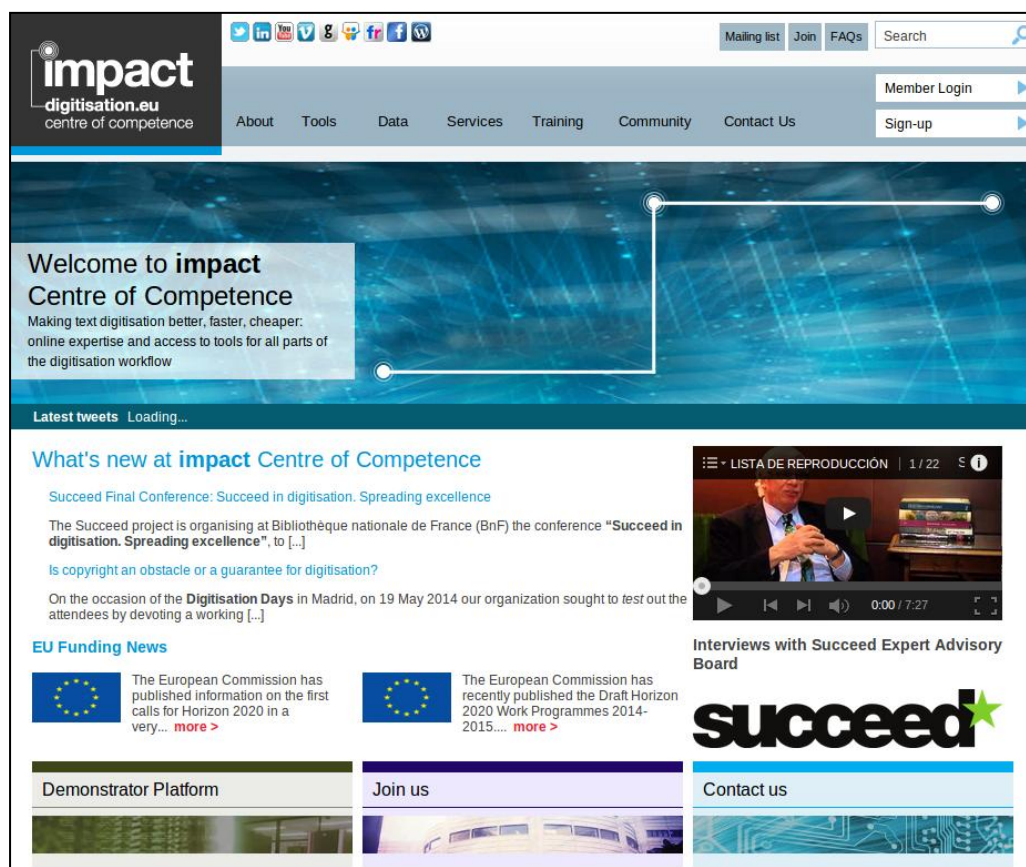 impact
digitisation.eu
centre of competence
Mailing list Join FAQs Search
Member Login
Sign-up
About Tools Data Services Training Community Contact Us
Welcome to impact
Centre of Competence
Making text digitisation better, faster, cheaper:
online expertise and access to tools for all parts of
the digitisation workflow
Latest tweets Loading...
What's new at impact Centre of Competence
Succeed Final Conference: Succeed in digitisation. Spreading excellence
The Succeed project is organising at Bibliothèque nationale de France (BnF) the conference “Succeed in
digitisation. Spreading excellence”, to [...]
Is copyright an obstacle or a guarantee for digitisation?
On the occasion of the Digitisation Days in Madrid, on 19 May 2014 our organization sought to test out the
attendees by devoting a working [...]
LISTA DE REPRODUCCIÓN | 1 / 22 S
0:00 / 7:27
Interviews with Succeed Expert Advisory
Board
succeed
EU Funding News
The European Commission has
published information on the first
calls for Horizon 2020 in a
very... more >
The European Commission has
recently published the Draft Horizon
2020 Work Programmes 2014-
2015.... more >
Demonstrator Platform
Join us
Contact us